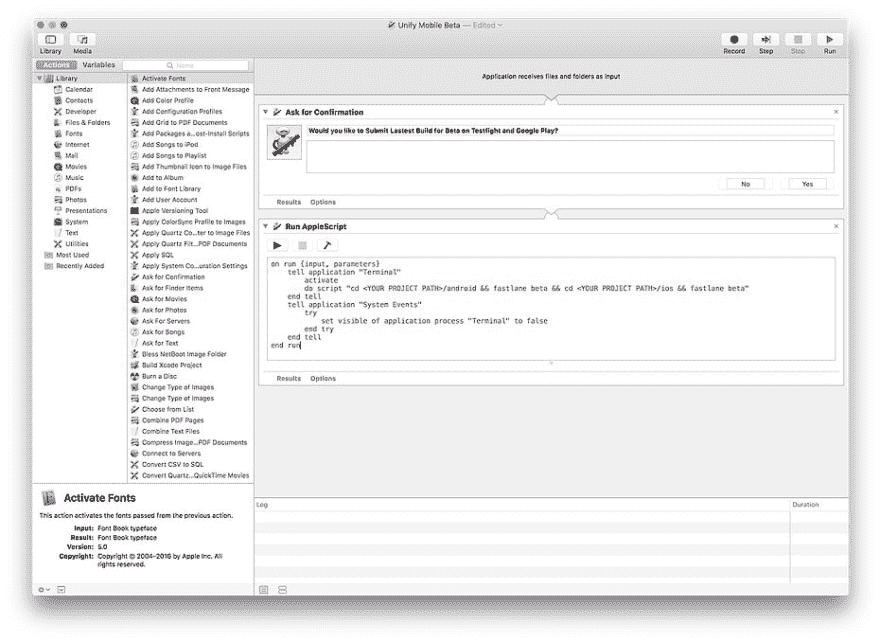 Unify Mobile Beta — Edited
Library
Media
Record
Step
Stop
Run
Actions
Variables
Name
Library
Calendar
Contacts
Developer
Files & Folders
Fonts
Internet
Mail
Movies
Music
PDFs
Photos
Presentations
System
Text
Utilities
Most Used
Recently Added
Activate Fonts
Add Attachments to Front Message
Add Color Profile
Add Configuration Profiles
Add Grid to PDF Documents
Add Packages a...ost-Install Scripts
Add Songs to iPod
Add Songs to Playlist
Add Thumbnail Icon to Image Files
Add to Album
Add to Font Library
Add User Account
Apple Versioning Tool
Apply ColorSync Profile to Images
Apply Quartz Co...ter to Image Files
Apply Quartz Filt...PDF Documents
Apply SQL
Apply System Co...uration Settings
Ask for Confirmation
Ask for Finder Items
Ask for Movies
Ask for Photos
Ask For Servers
Ask for Songs
Ask for Text
Bless NetBoot Image Folder
Build Xcode Project
Burn a Disc
Change Type of Images
Change Type of Images
Choose from List
Combine PDF Pages
Combine Text Files
Compress Image...PDF Documents
Connect to Servers
Convert CSV to SQL
Convert Quartz...QuickTime Movies
Activate Fonts
This action activates the fonts passed from the previous action.
Input: Font Book typeface
Result: Font Book typeface
Version: 5.0
Copyright: Copyright © 2004–2016 by Apple Inc. All
rights reserved.
Application receives files and folders as input
Ask for Confirmation
Would you like to Submit Lastest Build for Beta on Testflight and Google Play?
No
Yes
Results
Options
Run AppleScript
on run {input, parameters}
tell application "Terminal"
activate
do script "cd <YOUR PROJECT PATH>/android && fastlane beta && cd <YOUR PROJECT PATH>/ios && fastlane beta"
end tell
tell application "System Events"
try
set visible of application process "Terminal" to false
end try
end tell
end run
Results
Options
Log
Duration